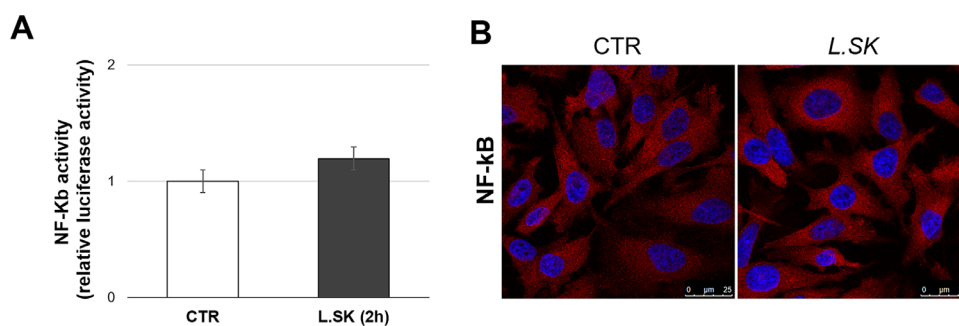 A
NF-Kb activity
(relative luciferase activity)
2
1
0
CTR
L.SK (2h)
B
CTR
L.SK
NF-kB
0 µm 25
0 µm